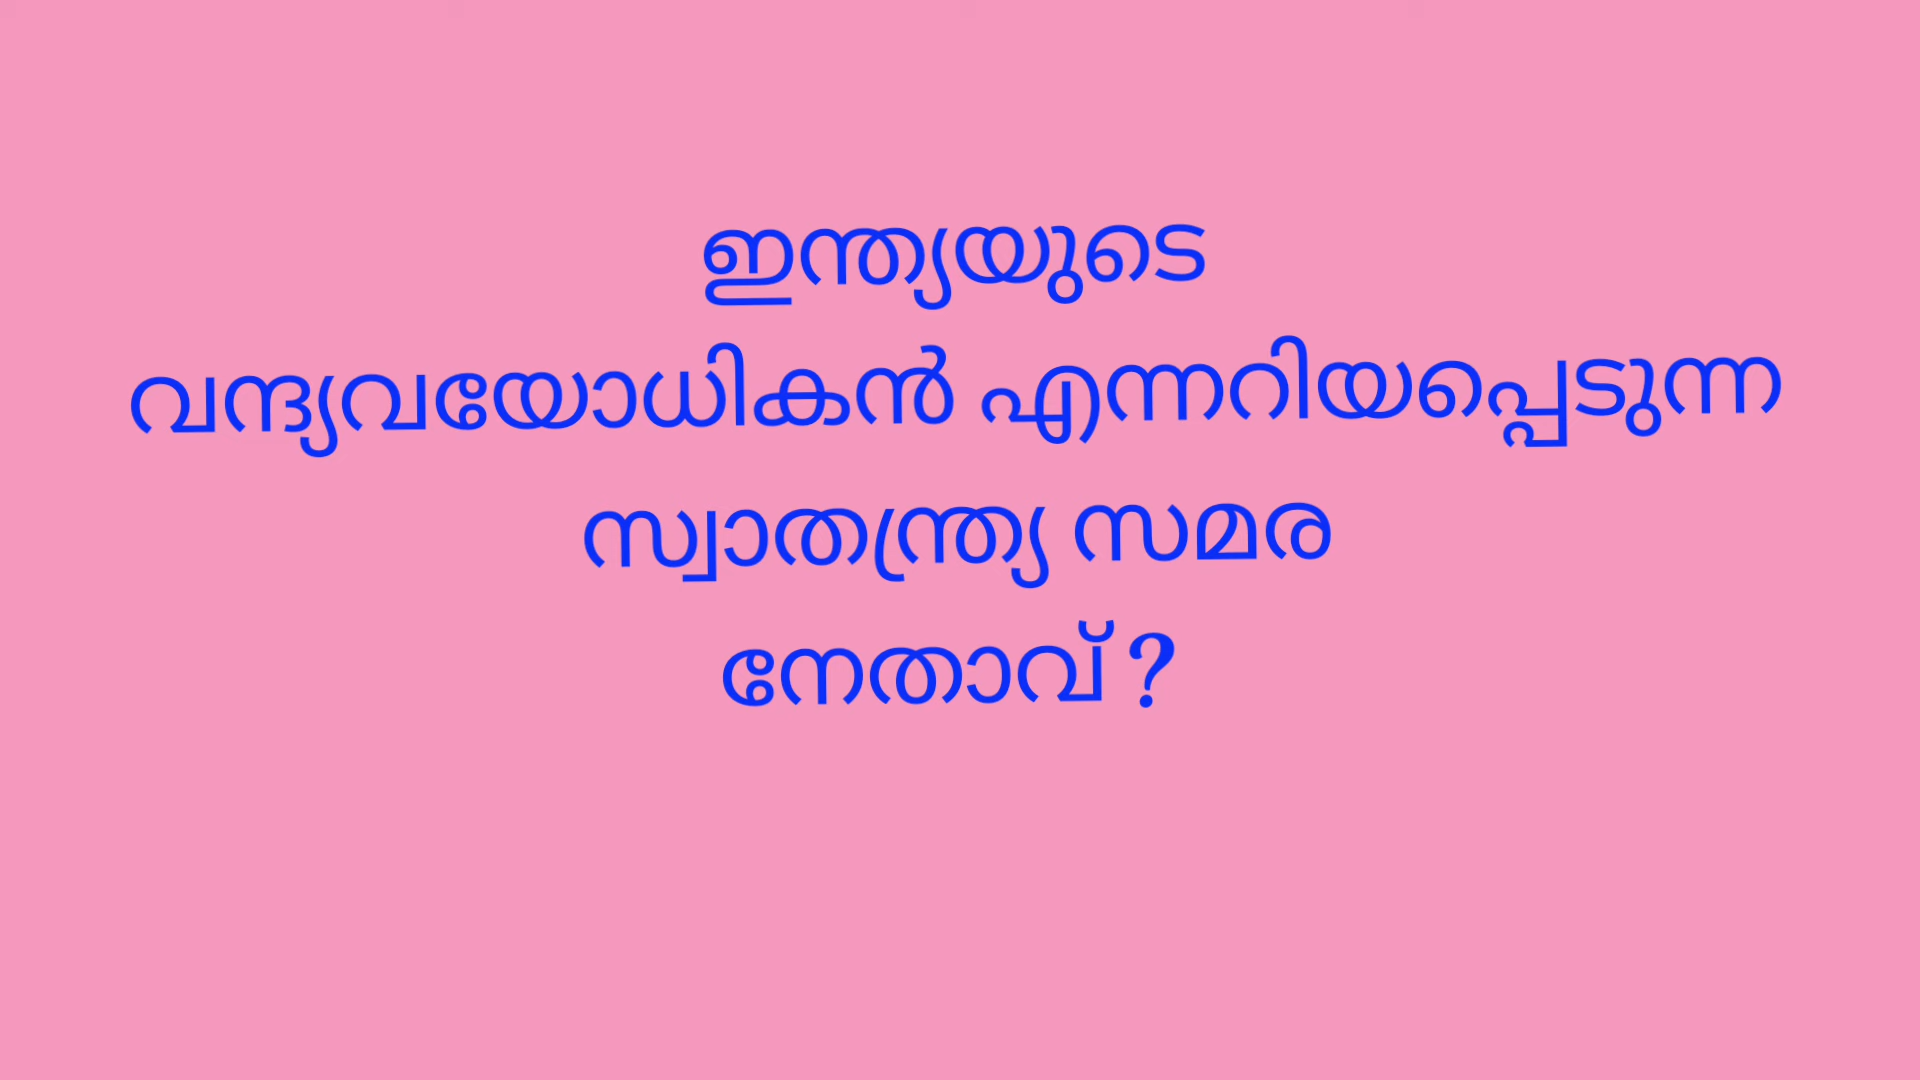 ഇന്ത്യയുടെ
വന്ദ്യവയോധികൻ എന്നറിയപ്പെടുന്ന
സ്വാതന്ത്ര്യ സമര
നേതാവ് ?